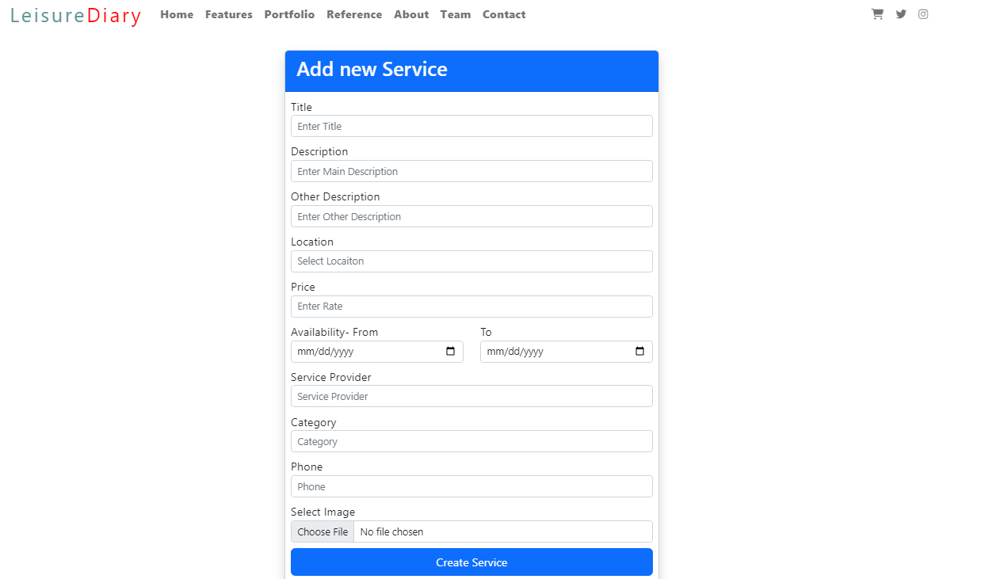 LeisureDiary Home Features Portfolio Reference About Team Contact
Add new Service
Title
Enter Title
Description
Enter Main Description
Other Description
Enter Other Description
Location
Select Locaiton
Price
Enter Rate
Availability- From To
mm/dd/yyyy mm/dd/yyyy
Service Provider
Service Provider
Category
Category
Phone
Phone
Select Image
Choose File No file chosen
Create Service